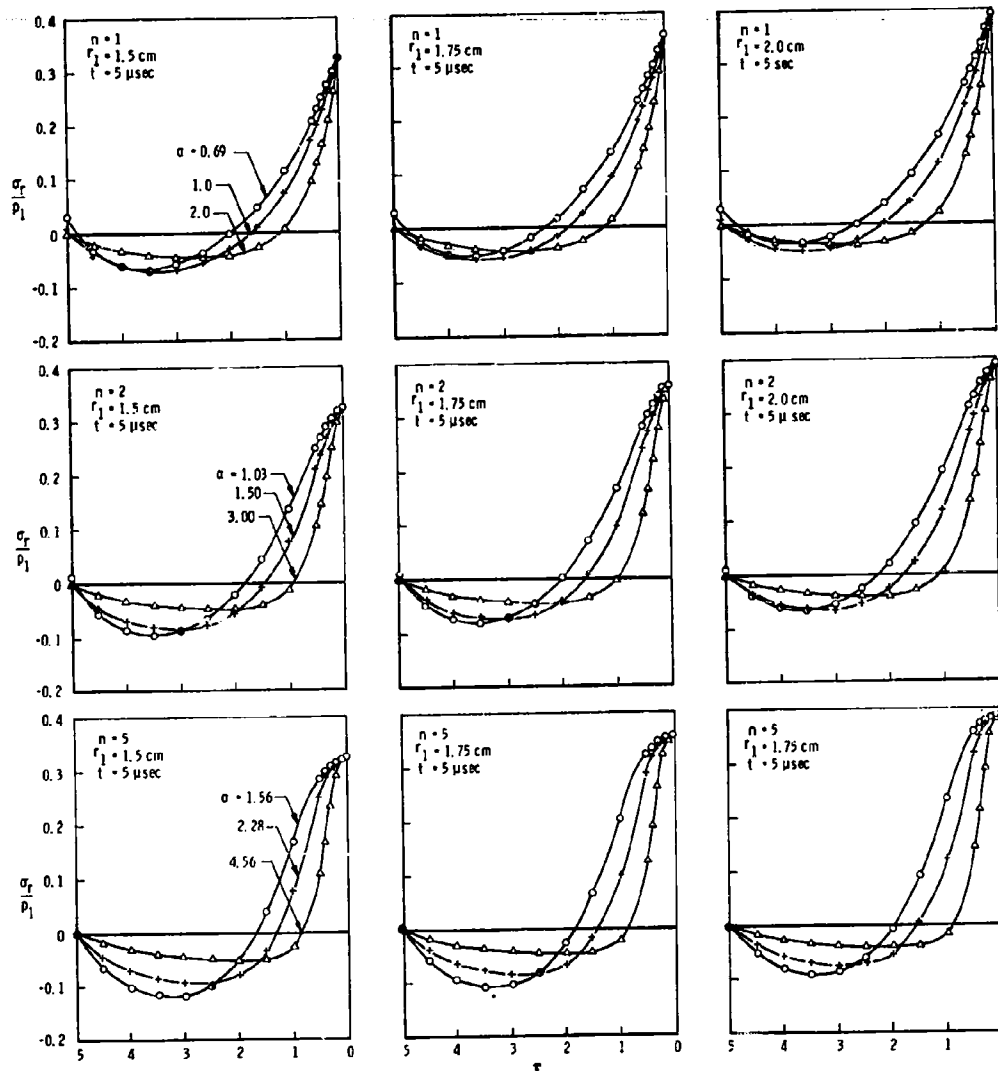 0.4
0.3
0.2
0.1
0
-0.1
-0.2
σr/p1
n = 1
r1 = 1.5 cm
t = 5 μsec
α = 0.69
1.0
2.0
n = 1
r1 = 1.75 cm
t = 5 μsec
n = 1
r1 = 2.0 cm
t = 5 sec
0.4
0.3
0.2
0.1
0
-0.1
-0.2
σr/p1
n = 2
r1 = 1.5 cm
t = 5 μsec
α = 1.03
1.50
3.00
n = 2
r1 = 1.75 cm
t = 5 μsec
n = 2
r1 = 2.0 cm
t = 5 μ sec
0.4
0.3
0.2
0.1
0
-0.1
-0.2
σr/p1
n = 5
r1 = 1.5 cm
t = 5 μsec
α = 1.56
2.28
4.56
n = 5
r1 = 1.75 cm
t = 5 μsec
n = 5
r1 = 1.75 cm
t = 5 μsec
5 4 3 2 1 0
5 4 3 2 1 0
5 4 3 2 1 0